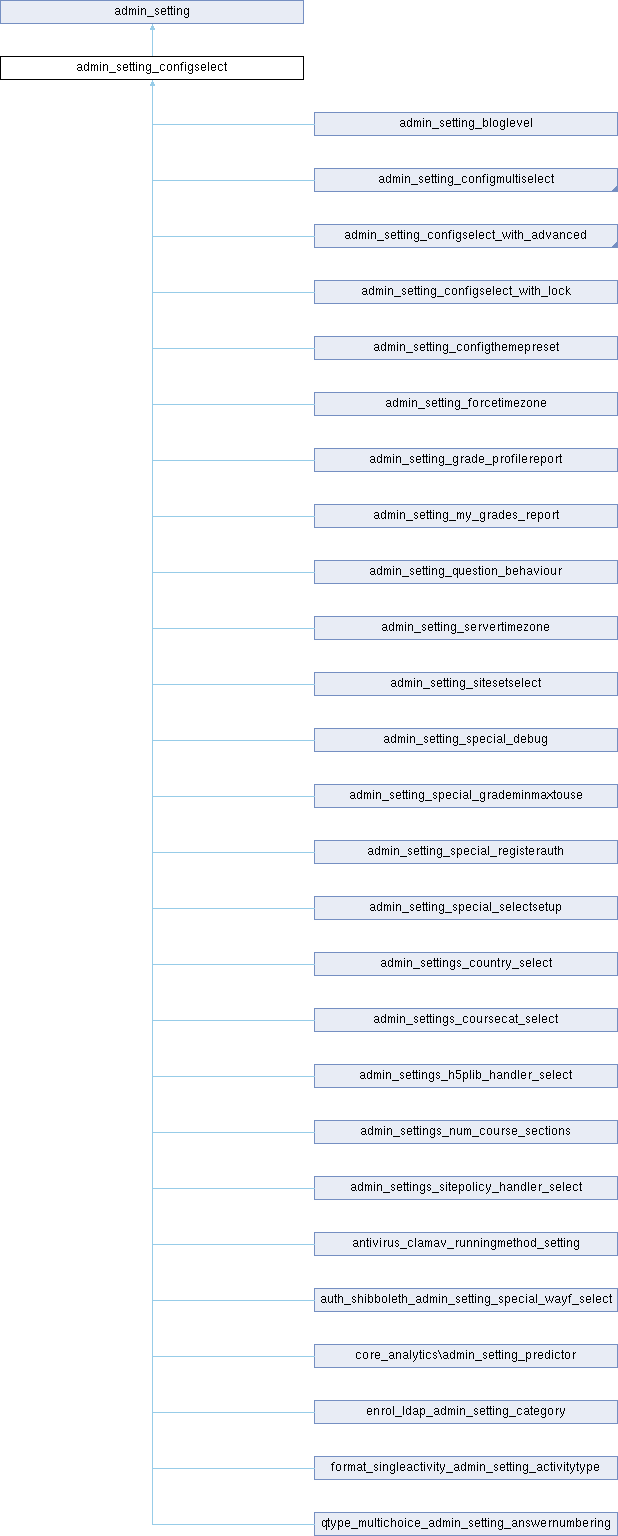 admin_setting
admin_setting_configselect
admin_setting_bloglevel
admin_setting_configmultiselect
admin_setting_configselect_with_advanced
admin_setting_configselect_with_lock
admin_setting_configthemepreset
admin_setting_forcetimezone
admin_setting_grade_profilereport
admin_setting_my_grades_report
admin_setting_question_behaviour
admin_setting_servertimezone
admin_setting_sitesetselect
admin_setting_special_debug
admin_setting_special_grademinmaxtouse
admin_setting_special_registerauth
admin_setting_special_selectsetup
admin_settings_country_select
admin_settings_coursecat_select
admin_settings_h5plib_handler_select
admin_settings_num_course_sections
admin_settings_sitepolicy_handler_select
antivirus_clamav_runningmethod_setting
auth_shibboleth_admin_setting_special_wayf_select
core_analytics\admin_setting_predictor
enrol_ldap_admin_setting_category
format_singleactivity_admin_setting_activitytype
qtype_multichoice_admin_setting_answernumbering